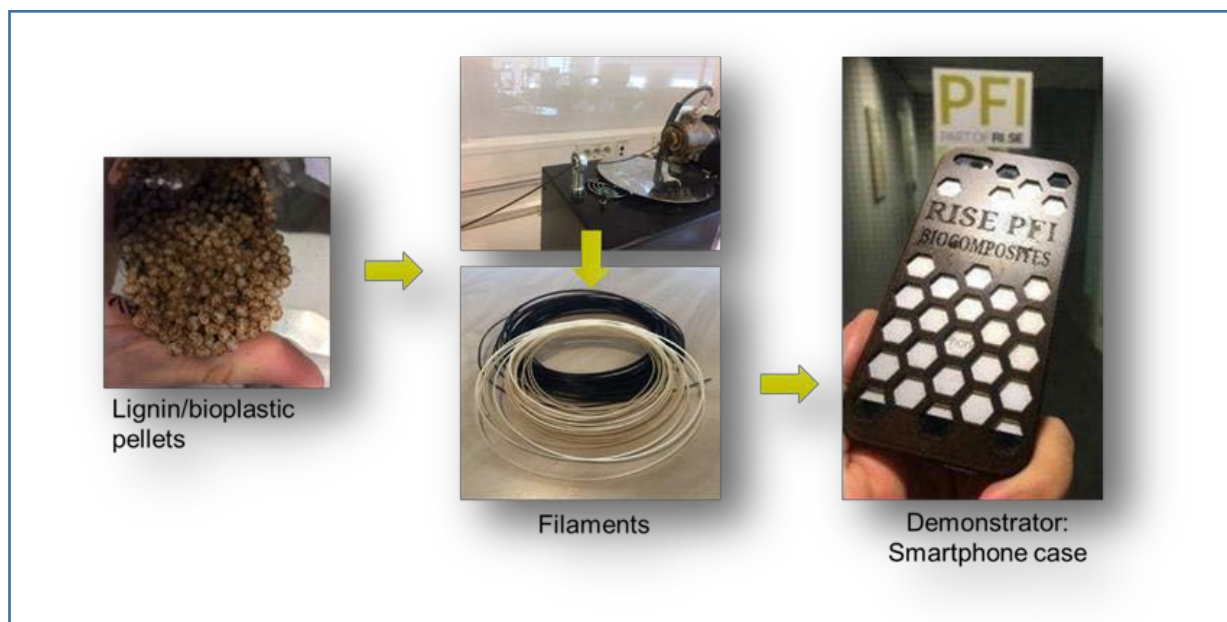 Lignin/bioplastic
pellets
Filaments
PFI
PART OF RISE
RISE PFI
BIOCOMPOSITES
Demonstrator:
Smartphone case